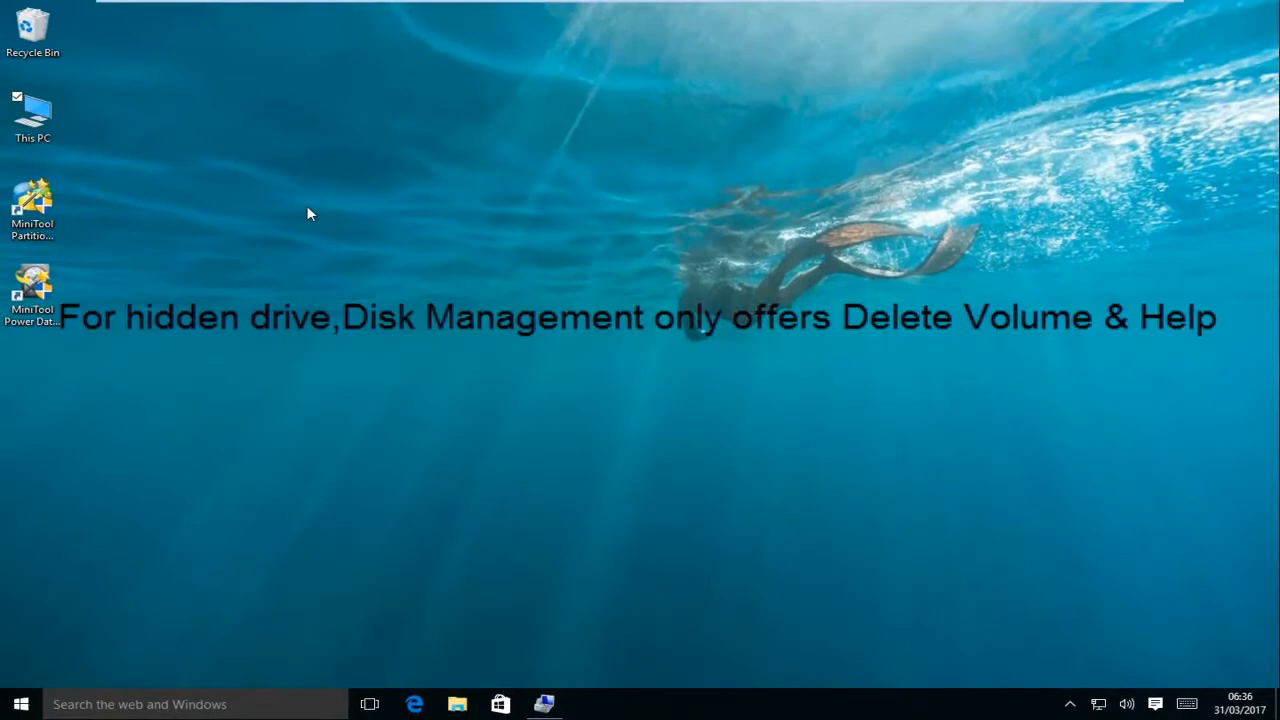 Recycle Bin
This PC
MiniTool
Partitio...
MiniTool
Power Dat...
For hidden drive,Disk Management only offers Delete Volume & Help
Search the web and Windows
06:36
31/03/2017